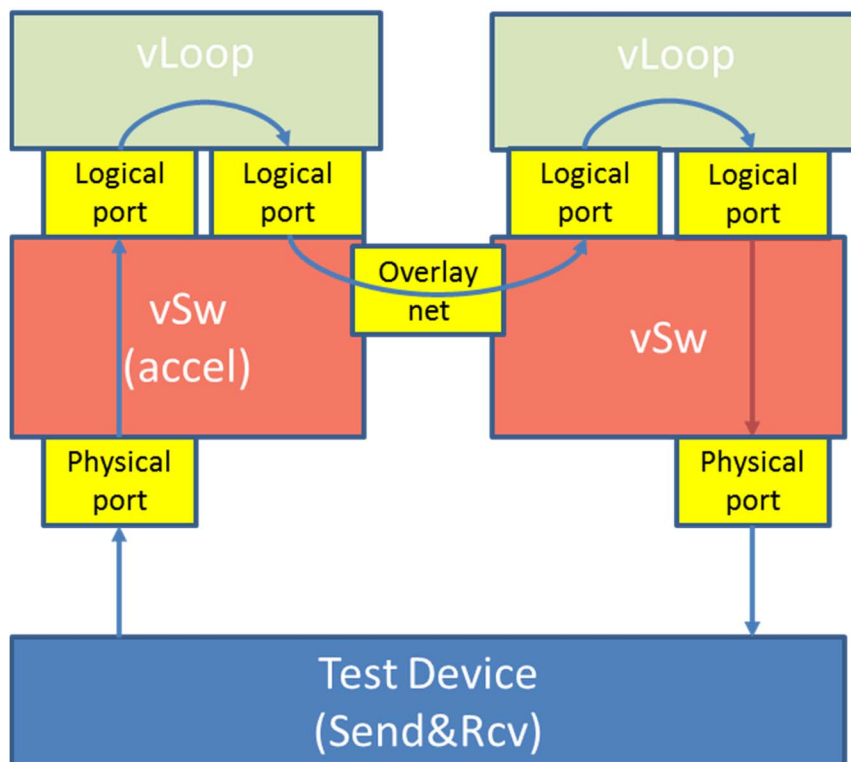 vLoop
vLoop
Logical
port
Logical
port
Logical
port
Logical
port
Overlay
net
vSw
(accel)
vSw
Physical
port
Physical
port
Test Device
(Send&Rcv)